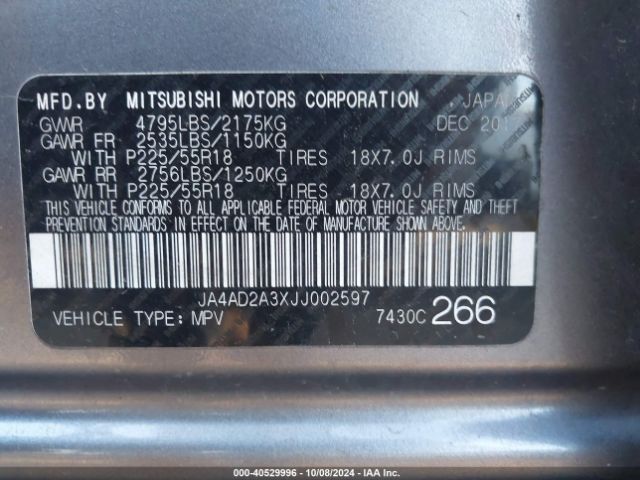 MFD.BY MITSUBISHI MOTORS CORPORATION JAPAN
GVWR 4795LBS/2175KG DEC 201
GAWR FR 2535LBS/1150KG
WITH P225/55R18 TIRES 18X7.0J RIMS
GAWR RR 2756LBS/1250KG
WITH P225/55R18 TIRES 18X7.0J RIMS
THIS VEHICLE CONFORMS TO ALL APPLICABLE FEDERAL MOTOR VEHICLE SAFETY AND THEFT
PREVENTION STANDARDS IN EFFECT ON THE DATE OF MANUFACTURE SHOWN ABOVE.
JA4AD2A3XJJ002597
VEHICLE TYPE: MPV 7430C 266
000-40529996 - 10/08/2024 - IAA Inc.